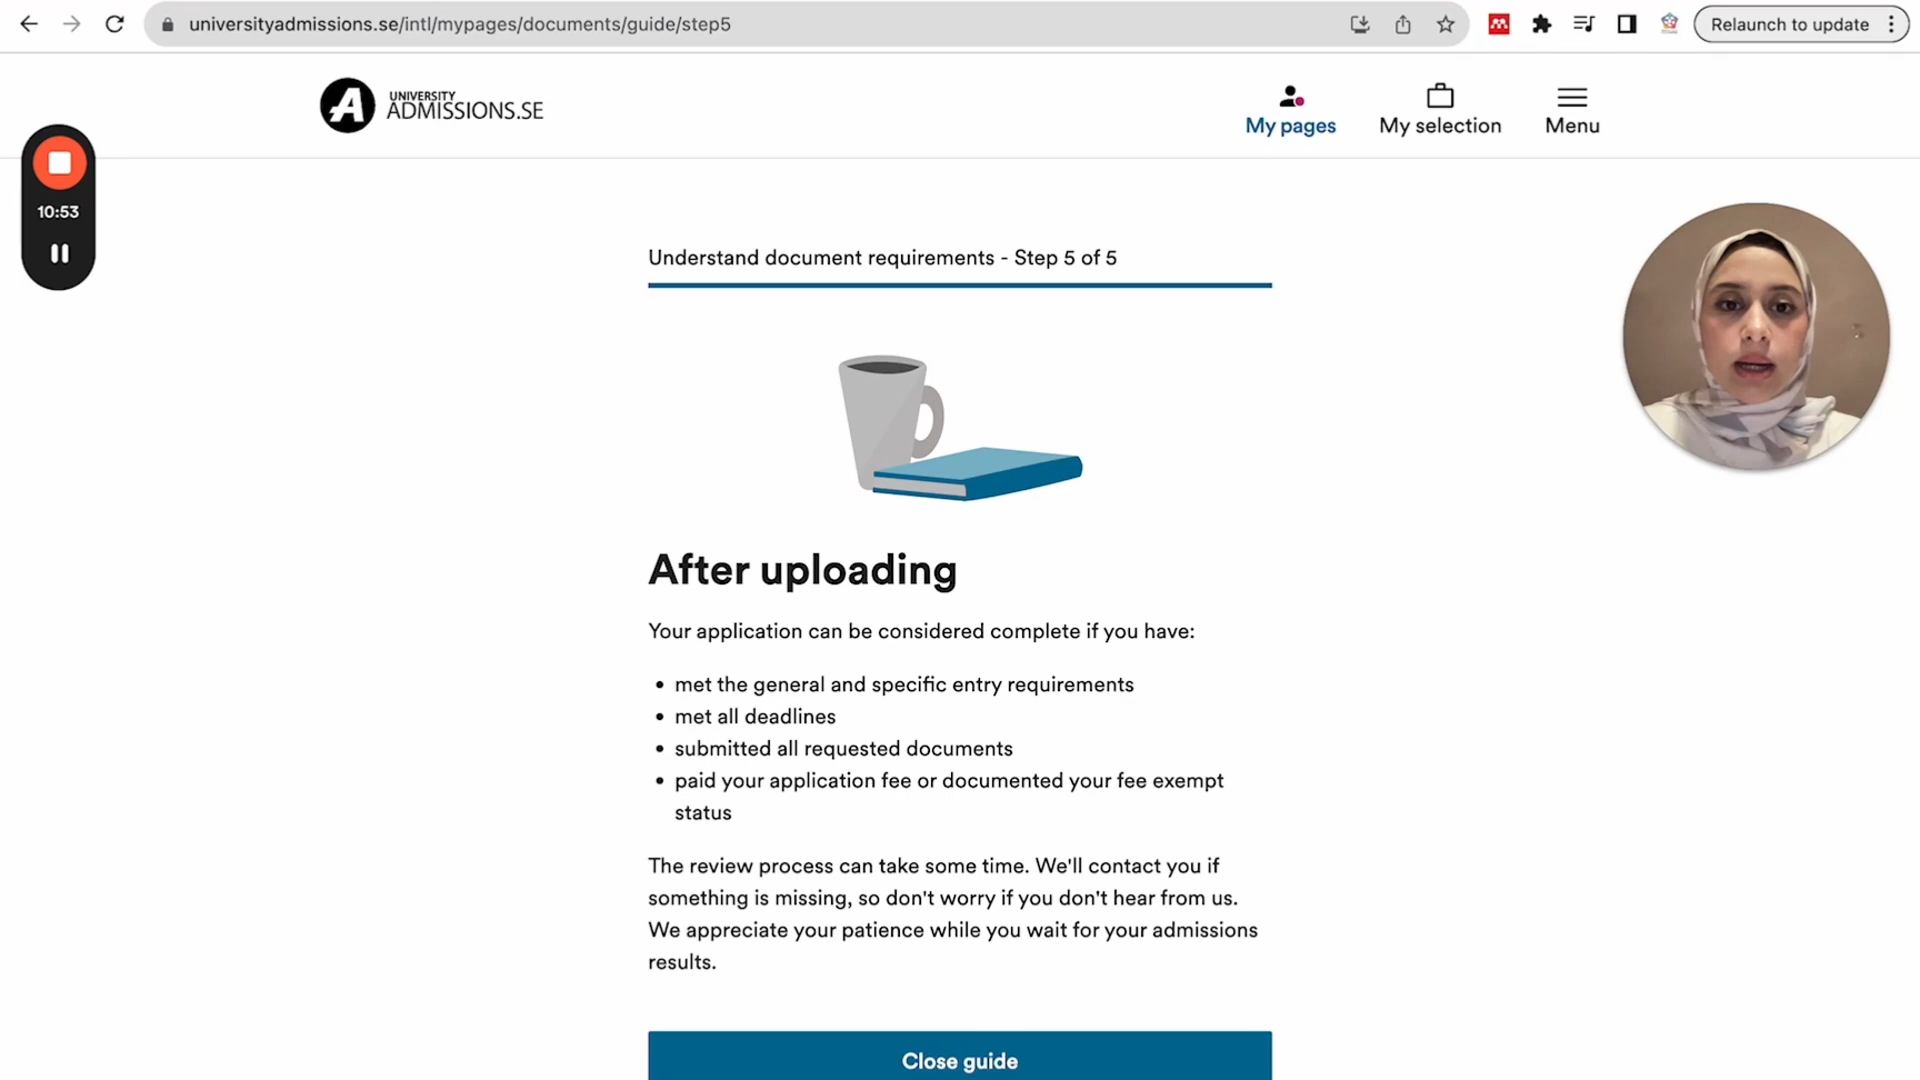 universityadmissions.se/intl/mypages/documents/guide/step5
Relaunch to update
UNIVERSITY
ADMISSIONS.SE
My pages
My selection
Menu
10:53
Understand document requirements - Step 5 of 5
After uploading
Your application can be considered complete if you have:
• met the general and specific entry requirements
• met all deadlines
• submitted all requested documents
• paid your application fee or documented your fee exempt
status
The review process can take some time. We'll contact you if
something is missing, so don't worry if you don't hear from us.
We appreciate your patience while you wait for your admissions
results.
Close guide